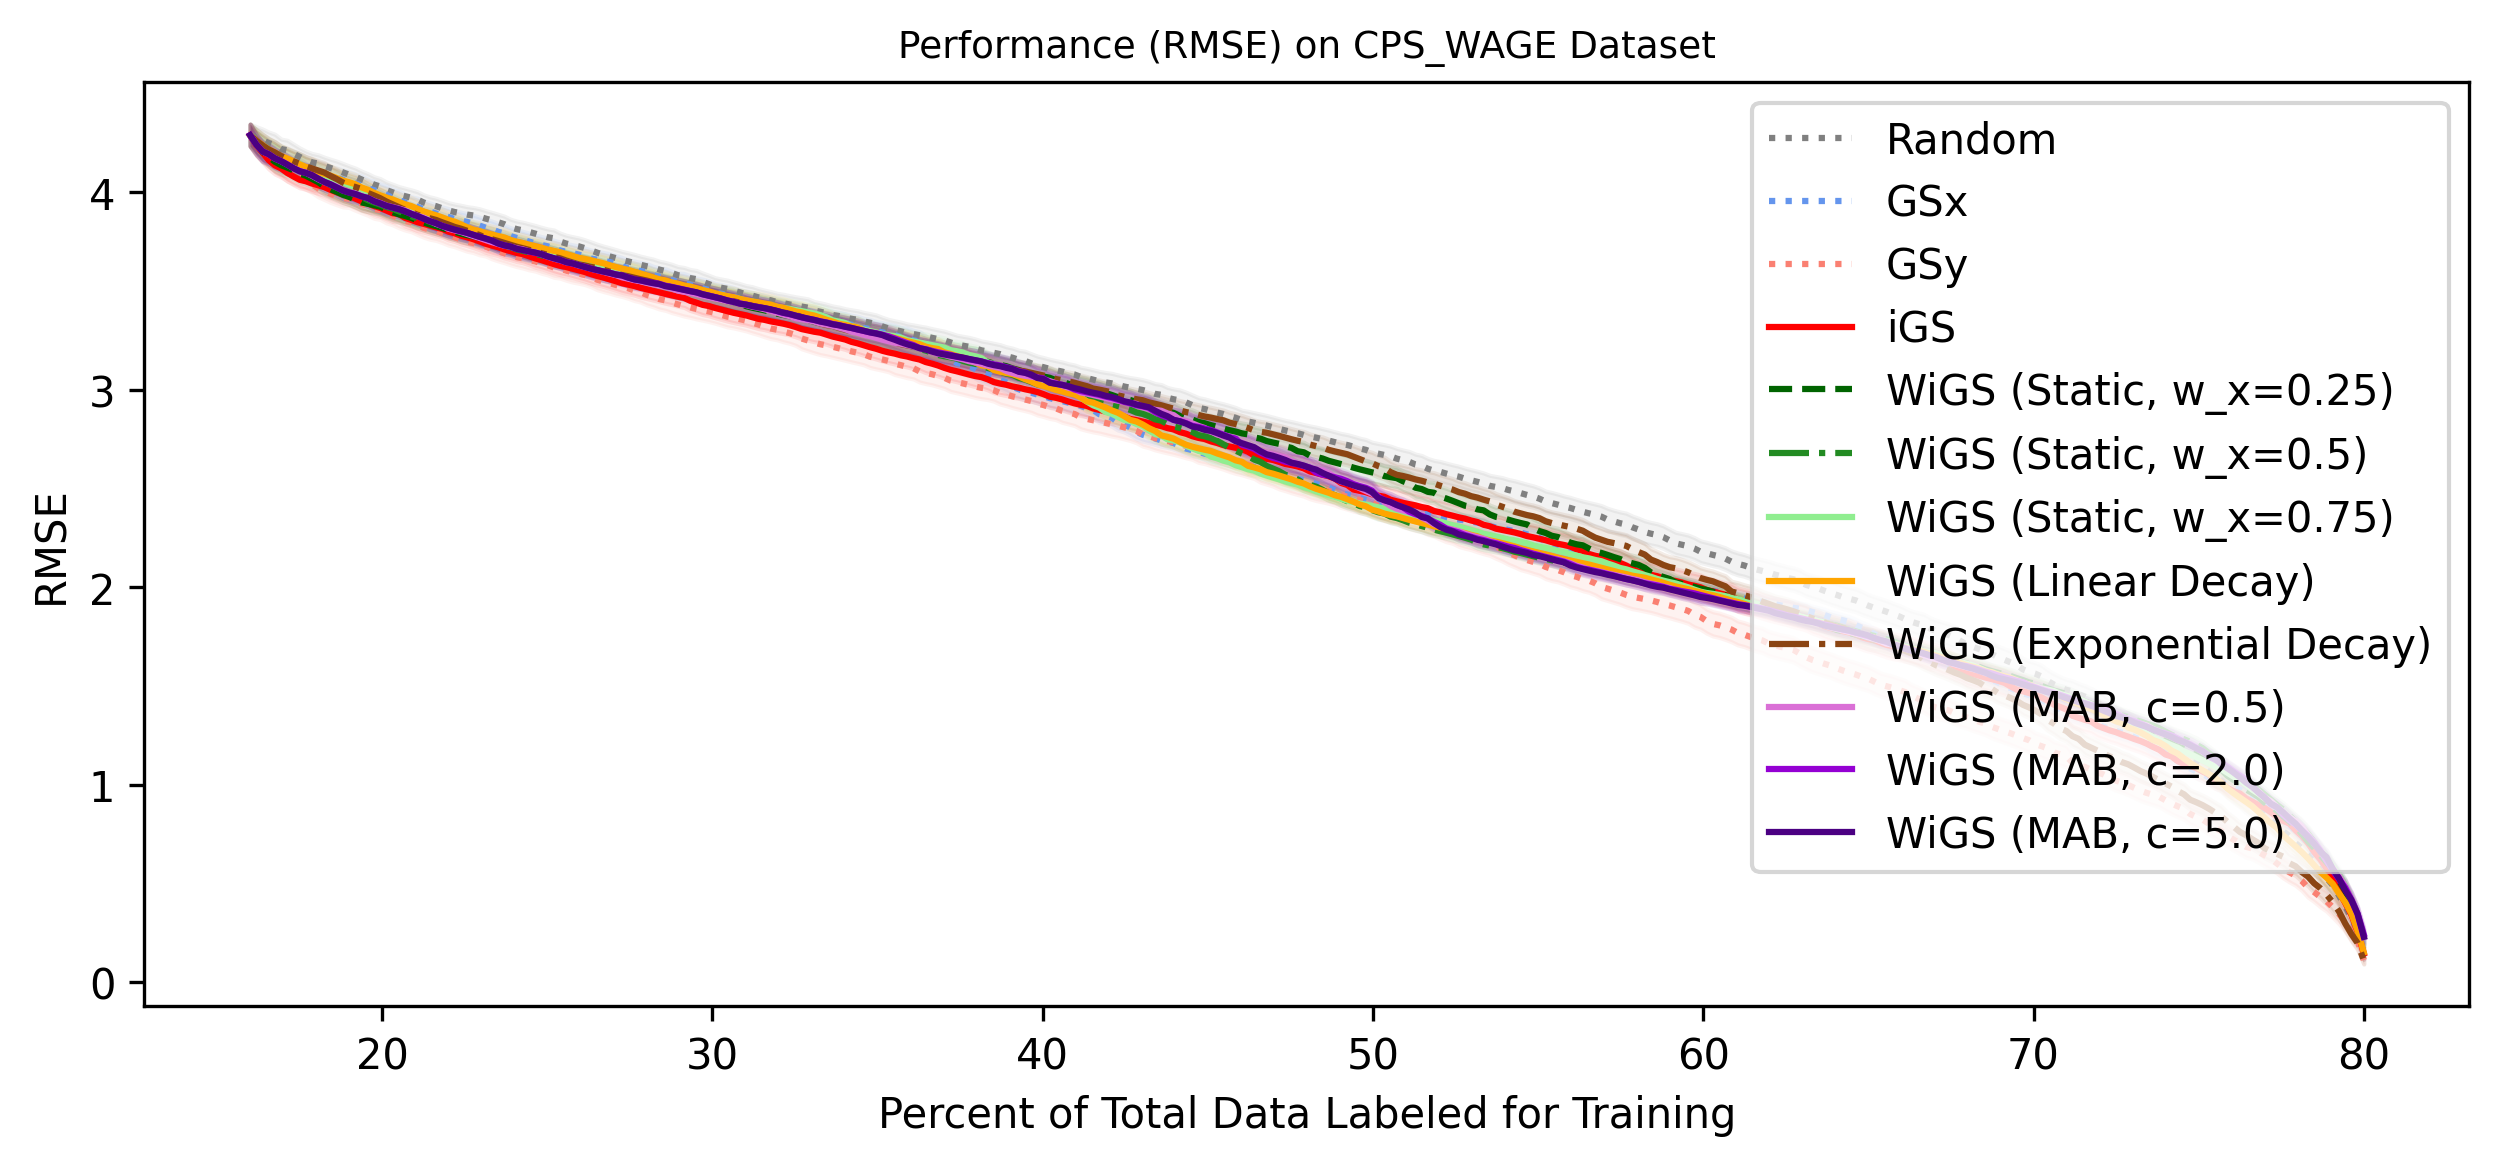 Performance (RMSE) on CPS_WAGE Dataset
RMSE
4
3
2
1
0
20 30 40 50 60 70 80
Percent of Total Data Labeled for Training
Random
GSx
GSy
iGS
WiGS (Static, w_x=0.25)
WiGS (Static, w_x=0.5)
WiGS (Static, w_x=0.75)
WiGS (Linear Decay)
WiGS (Exponential Decay)
WiGS (MAB, c=0.5)
WiGS (MAB, c=2.0)
WiGS (MAB, c=5.0)